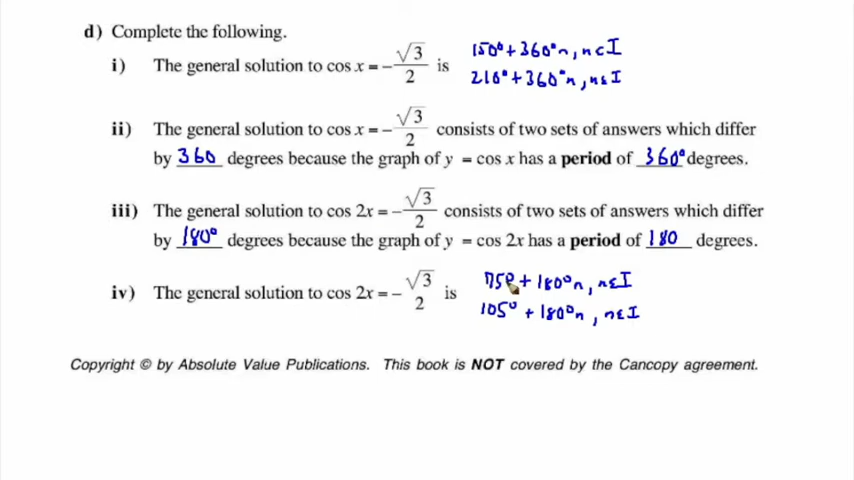 d) Complete the following.
i) The general solution to cos x = -√3/2 is 150° + 360°n, n ε I
210° + 360°n, n ε I
ii) The general solution to cos x = -√3/2 consists of two sets of answers which differ
by 360 degrees because the graph of y = cos x has a period of 360° degrees.
iii) The general solution to cos 2x = -√3/2 consists of two sets of answers which differ
by 180° degrees because the graph of y = cos 2x has a period of 180 degrees.
iv) The general solution to cos 2x = -√3/2 is 75° + 180°n, n ε I
105° + 180°n, n ε I
Copyright © by Absolute Value Publications. This book is NOT covered by the Cancopy agreement.